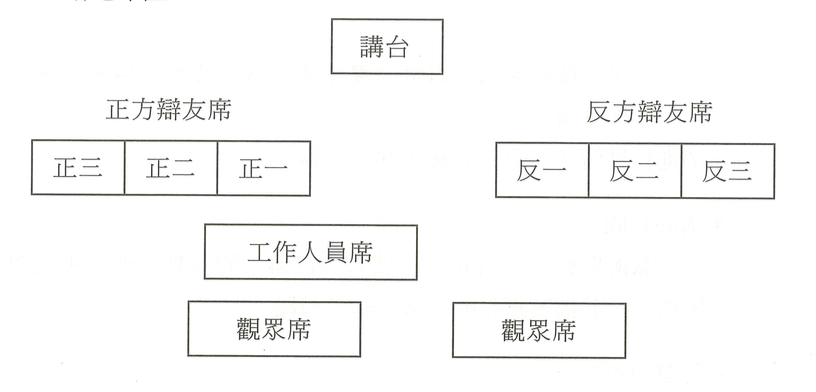 講台
正方辯友席
反方辯友席
正三 正二 正一
反一 反二 反三
工作人員席
觀眾席
觀眾席